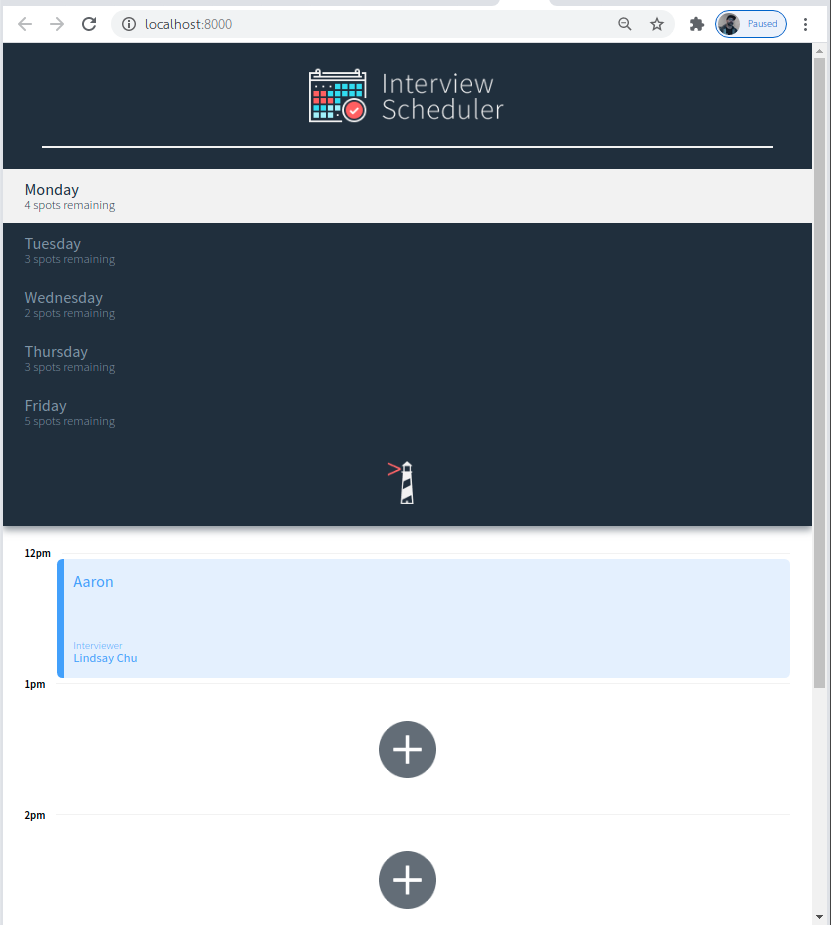 localhost:8000
Paused
Interview
Scheduler
Monday
4 spots remaining
Tuesday
3 spots remaining
Wednesday
2 spots remaining
Thursday
3 spots remaining
Friday
5 spots remaining
12pm
Aaron
Interviewer
Lindsay Chu
1pm
2pm